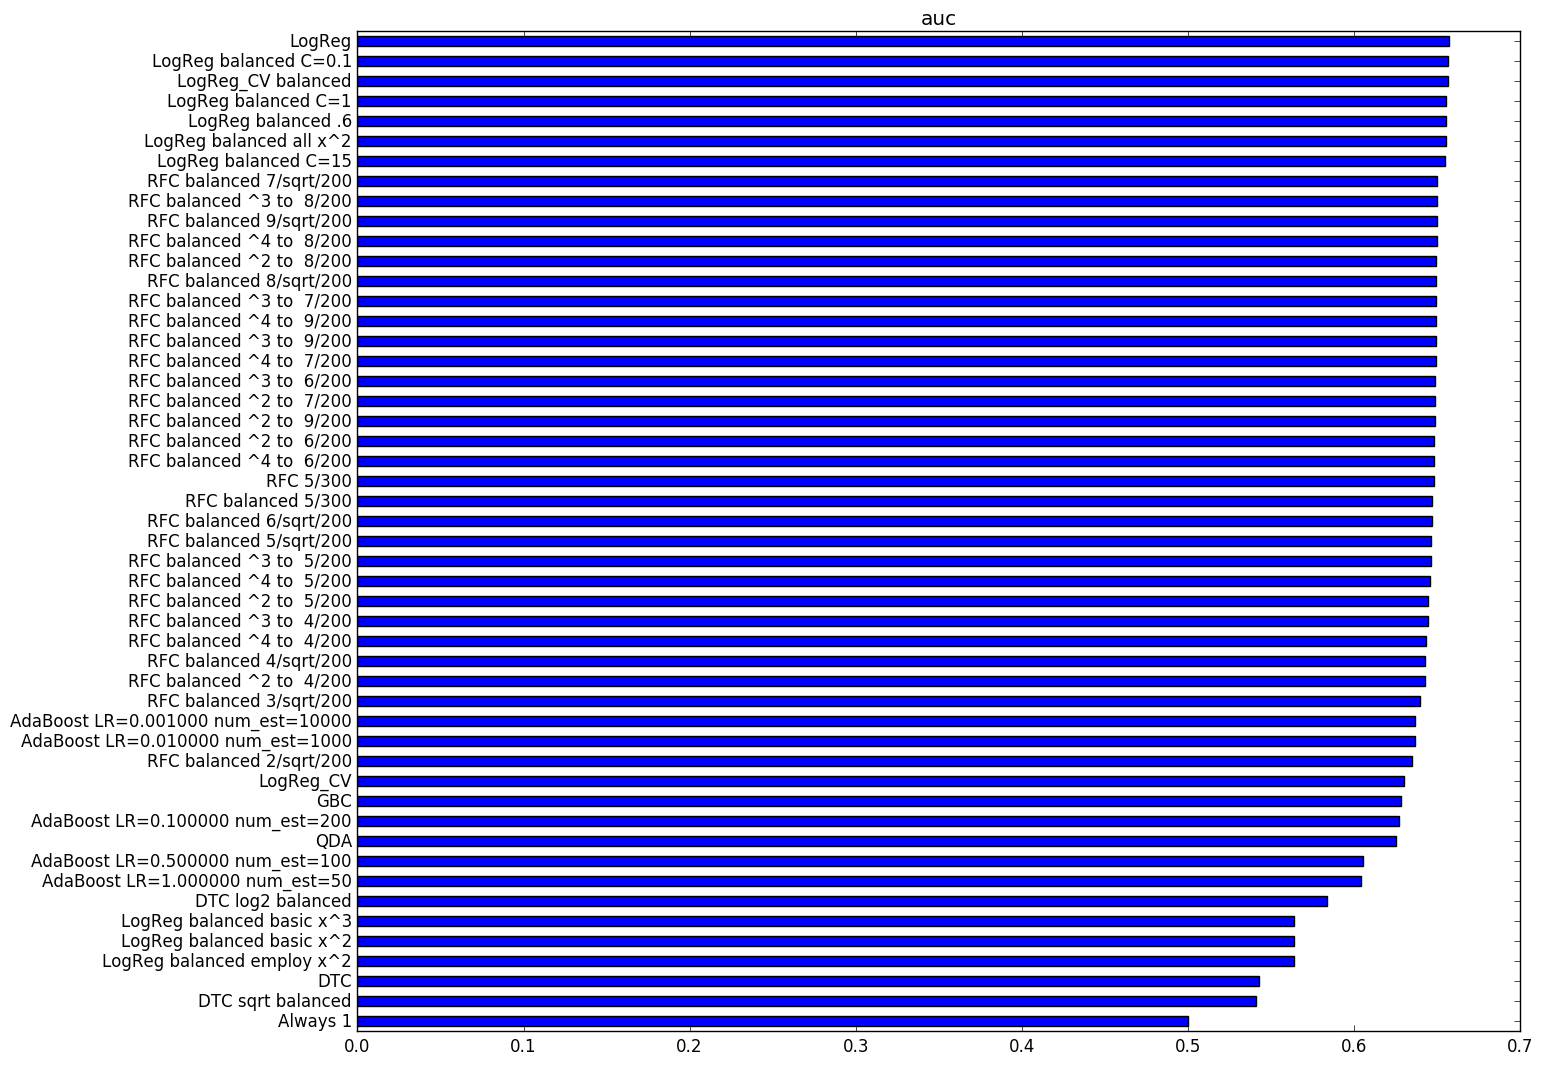 auc
LogReg
LogReg balanced C=0.1
LogReg_CV balanced
LogReg balanced C=1
LogReg balanced .6
LogReg balanced all x^2
LogReg balanced C=15
RFC balanced 7/sqrt/200
RFC balanced ^3 to  8/200
RFC balanced 9/sqrt/200
RFC balanced ^4 to  8/200
RFC balanced ^2 to  8/200
RFC balanced 8/sqrt/200
RFC balanced ^3 to  7/200
RFC balanced ^4 to  9/200
RFC balanced ^3 to  9/200
RFC balanced ^4 to  7/200
RFC balanced ^3 to  6/200
RFC balanced ^2 to  7/200
RFC balanced ^2 to  9/200
RFC balanced ^2 to  6/200
RFC balanced ^4 to  6/200
RFC 5/300
RFC balanced 5/300
RFC balanced 6/sqrt/200
RFC balanced 5/sqrt/200
RFC balanced ^3 to  5/200
RFC balanced ^4 to  5/200
RFC balanced ^2 to  5/200
RFC balanced ^3 to  4/200
RFC balanced ^4 to  4/200
RFC balanced 4/sqrt/200
RFC balanced ^2 to  4/200
RFC balanced 3/sqrt/200
AdaBoost LR=0.001000 num_est=10000
AdaBoost LR=0.010000 num_est=1000
RFC balanced 2/sqrt/200
LogReg_CV
GBC
AdaBoost LR=0.100000 num_est=200
QDA
AdaBoost LR=0.500000 num_est=100
AdaBoost LR=1.000000 num_est=50
DTC log2 balanced
LogReg balanced basic x^3
LogReg balanced basic x^2
LogReg balanced employ x^2
DTC
DTC sqrt balanced
Always 1
0.0 0.1 0.2 0.3 0.4 0.5 0.6 0.7